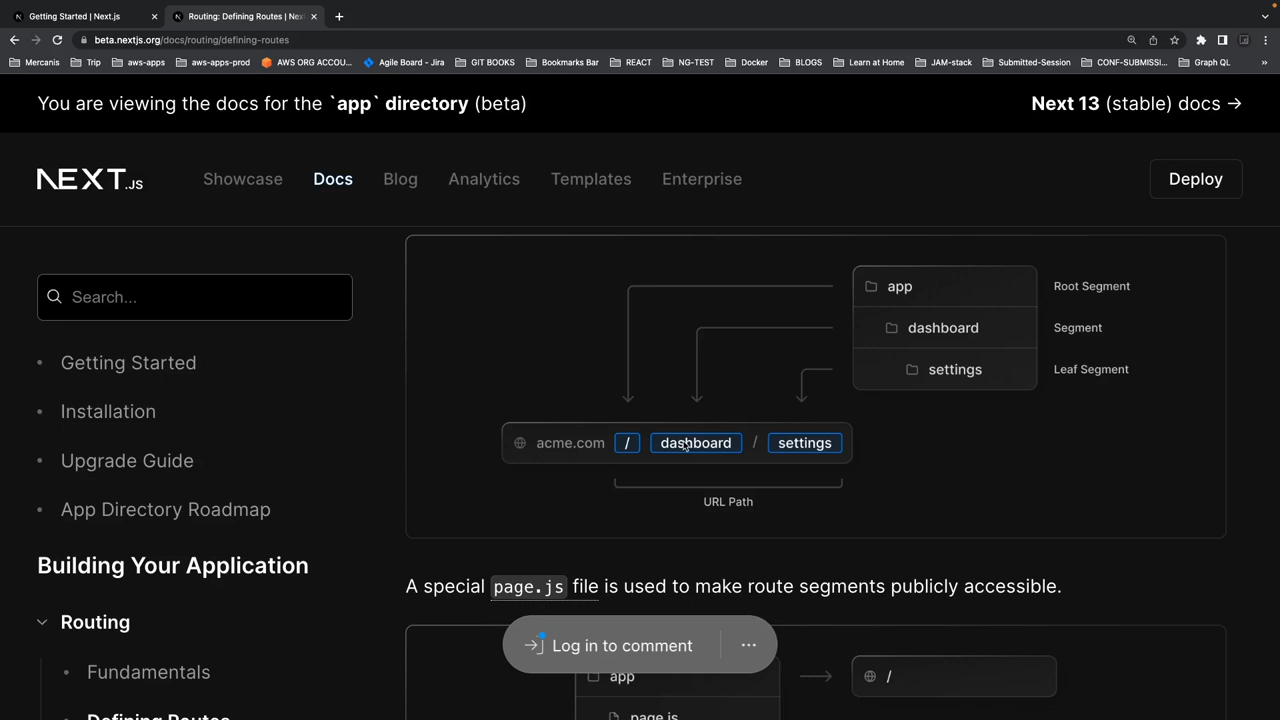 Getting Started | Next.js
Routing: Defining Routes | Nex
beta.nextjs.org/docs/routing/defining-routes
Mercanis Trip aws-apps aws-apps-prod AWS ORG ACCOU... Agile Board - Jira GIT BOOKS Bookmarks Bar REACT NG-TEST Docker BLOGS Learn at Home JAM-stack Submitted-Session CONF-SUBMISSI... Graph QL »
You are viewing the docs for the `app` directory (beta)
Next 13 (stable) docs →
NEXT.JS Showcase Docs Blog Analytics Templates Enterprise Deploy
Search...
Getting Started
Installation
Upgrade Guide
App Directory Roadmap
Building Your Application
Routing
Fundamentals
Defining Routes
app Root Segment
dashboard Segment
settings Leaf Segment
acme.com / dashboard / settings
URL Path
A special page.js file is used to make route segments publicly accessible.
Log in to comment ...
app /
page.js